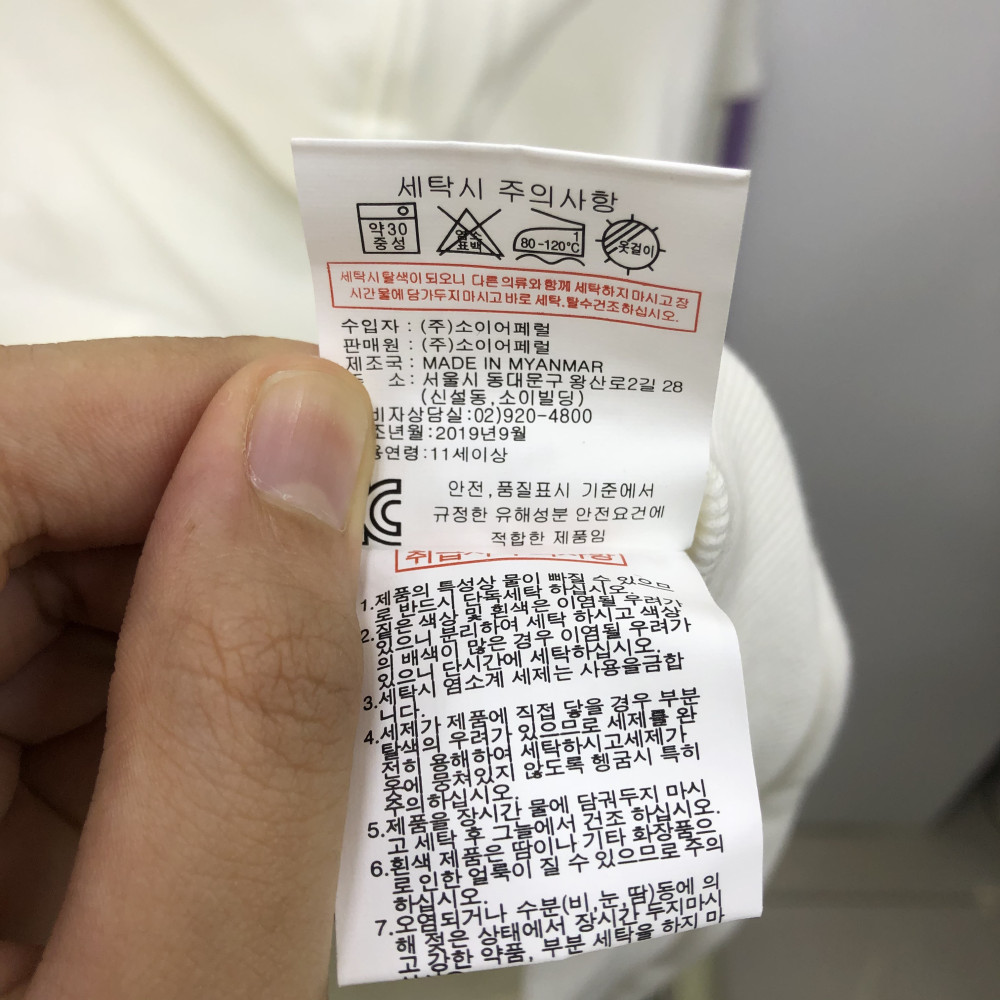 세탁시 주의사항
약30
중성
염소
표백
1
80-120℃
옷걸이
세탁시 탈색이 되오니 다른 의류와 함께 세탁하지 마시고 장
시간 물에 담가두지 마시고 바로 세탁.탈수건조하십시오.
수입자 : (주)소이어페럴
판매원 : (주)소이어페럴
제조국 : MADE IN MYANMAR
소 : 서울시 동대문구 왕산로2길 28
(신설동,소이빌딩)
비자상담실:02)920-4800
조년월:2019년9월
용연령:11세이상
안전,품질표시 기준에서
규정한 유해성분 안전요건에
적합한 제품임
1.제품의 특성상 물이 빠질 수 있으므
로 반드시 단독세탁 하십시오.
2.짙은 색상 및 흰색은 이염될 우려가
있으니 분리하여 세탁 하시고 색상
의 배색이 많은 경우 이염될 우려가
있으니 단시간에 세탁하십시오.
3.세탁시 염소계 세제는 사용을금합
니다.
4.세제가 제품에 직접 닿을 경우 부분
탈색의 우려가 있으므로 세제를 완
전히 용해하여 세탁하시고세제가
옷에 뭉쳐있지 않도록 헹굼시 특히
주의하십시오.
5.제품을 장시간 물에 담궈두지 마시
고 세탁 후 그늘에서 건조 하십시오.
6.흰색 제품은 땀이나 기타 화장품으
로 인한 얼룩이 질 수 있으므로 주의
하십시오.
7.오염되거나 수분(비 눈 땀)등에 의
해 젖은 상태에서 장시간 두지마시
고 강한 약품, 부분 세탁을 하지 마